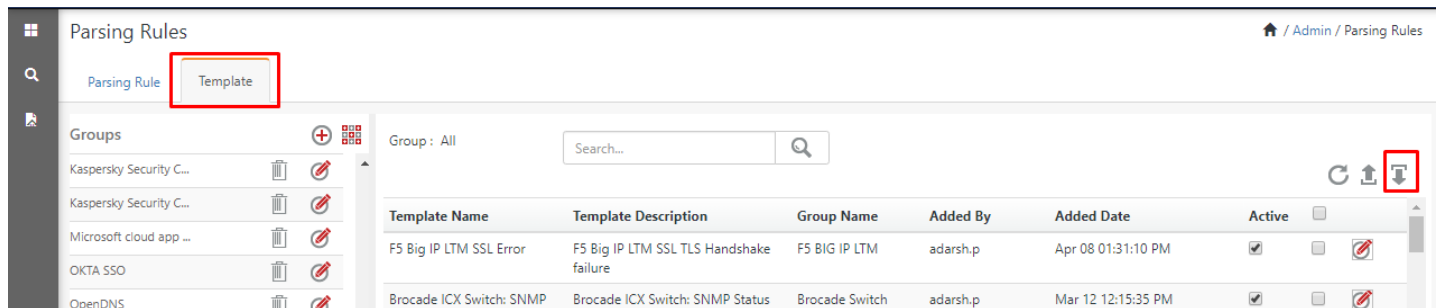 Parsing Rules
/ Admin / Parsing Rules
Parsing Rule
Template
Groups
Group : All
Search...
Kaspersky Security C...
Kaspersky Security C...
Microsoft cloud app ...
OKTA SSO
OpenDNS
Template Name Template Description Group Name Added By Added Date Active
F5 Big IP LTM SSL Error F5 Big IP LTM SSL TLS Handshake F5 BIG IP LTM adarsh.p Apr 08 01:31:10 PM
failure
Brocade ICX Switch: SNMP Brocade ICX Switch: SNMP Status Brocade Switch adarsh.p Mar 12 12:15:35 PM